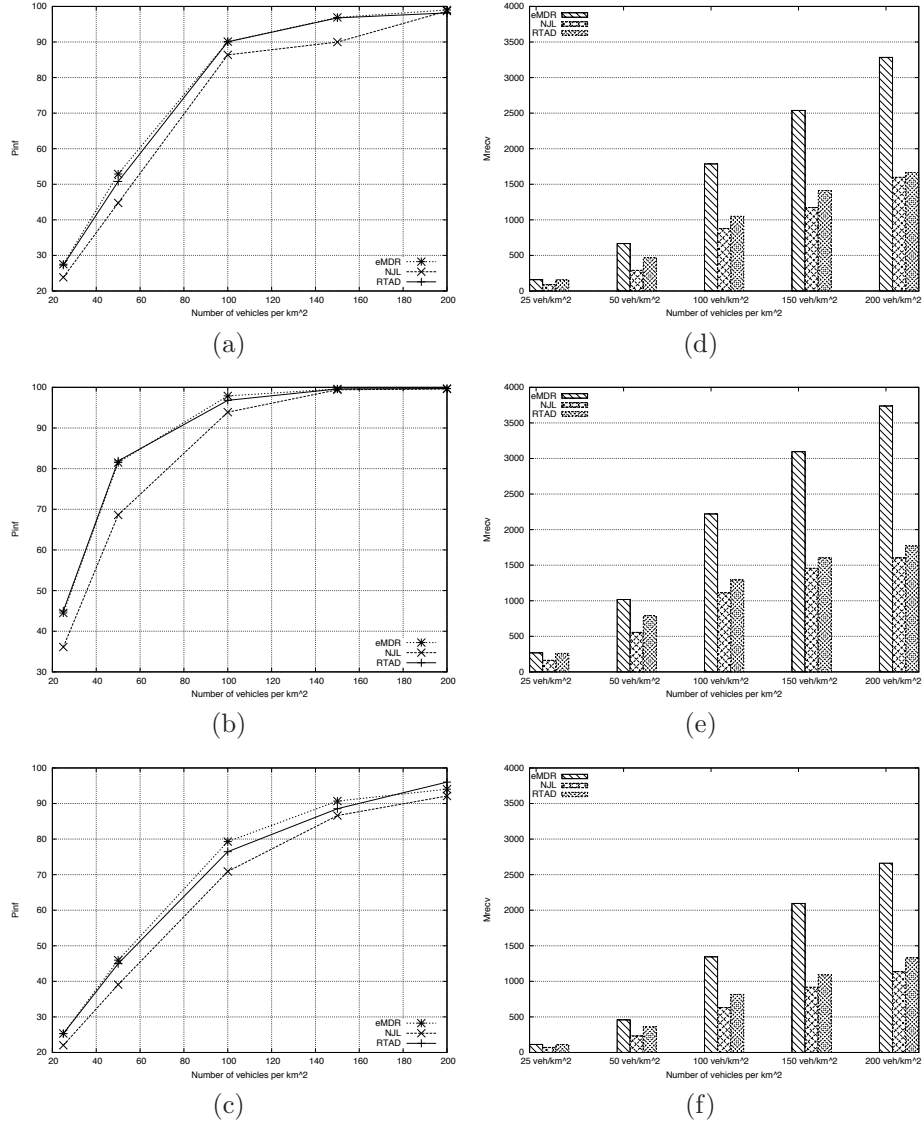 100
90
80
70
60
50
40
30
20
Pinf
20 40 60 80 100 120 140 160 180 200
Number of vehicles per km^2
eMDR
NJL
RTAD
(a)
4000
3500
3000
2500
2000
1500
1000
500
0
Mrecv
25 veh/km^2 50 veh/km^2 100 veh/km^2 150 veh/km^2 200 veh/km^2
Number of vehicles per km^2
eMDR
NJL
RTAD
(d)
100
90
80
70
60
50
40
30
Pinf
20 40 60 80 100 120 140 160 180 200
Number of vehicles per km^2
eMDR
NJL
RTAD
(b)
4000
3500
3000
2500
2000
1500
1000
500
0
Mrecv
25 veh/km^2 50 veh/km^2 100 veh/km^2 150 veh/km^2 200 veh/km^2
Number of vehicles per km^2
eMDR
NJL
RTAD
(e)
100
90
80
70
60
50
40
30
20
Pinf
20 40 60 80 100 120 140 160 180 200
Number of vehicles per km^2
eMDR
NJL
RTAD
(c)
4000
3500
3000
2500
2000
1500
1000
500
0
Mrecv
25 veh/km^2 50 veh/km^2 100 veh/km^2 150 veh/km^2 200 veh/km^2
Number of vehicles per km^2
eMDR
NJL
RTAD
(f)